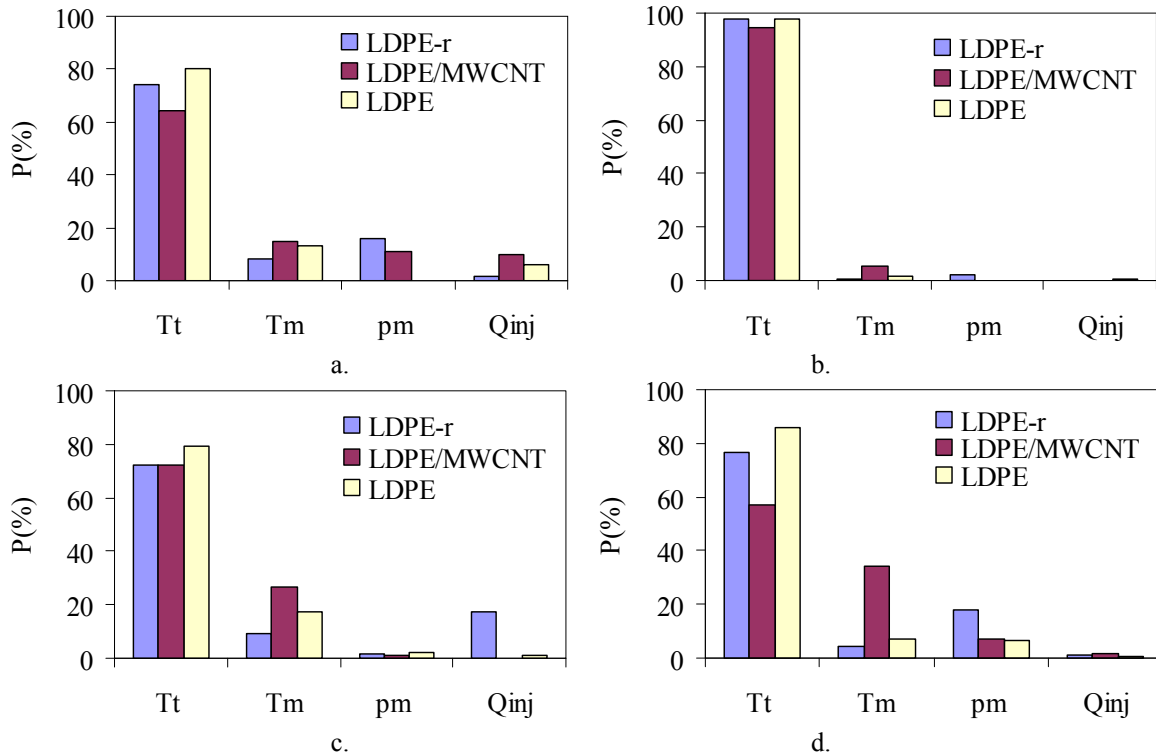 P(%)
100
80
60
40
20
0
LDPE-r
LDPE/MWCNT
LDPE
Tt Tm pm Qinj
a.
P(%)
100
80
60
40
20
0
LDPE-r
LDPE/MWCNT
LDPE
Tt Tm pm Qinj
b.
P(%)
100
80
60
40
20
0
LDPE-r
LDPE/MWCNT
LDPE
Tt Tm pm Qinj
c.
P(%)
100
80
60
40
20
0
LDPE-r
LDPE/MWCNT
LDPE
Tt Tm pm Qinj
d.